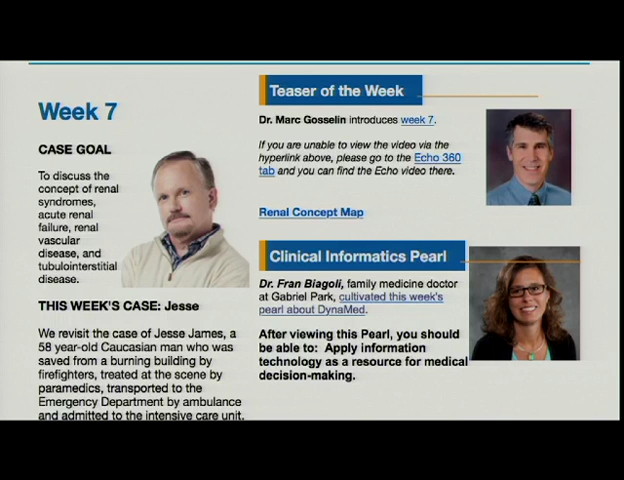 Week 7
CASE GOAL
To discuss the
concept of renal
syndromes,
acute renal
failure, renal
vascular
disease, and
tubulointerstitial
disease.
THIS WEEK'S CASE: Jesse
We revisit the case of Jesse James, a
58 year-old Caucasian man who was
saved from a burning building by
firefighters, treated at the scene by
paramedics, transported to the
Emergency Department by ambulance
and admitted to the intensive care unit.
Teaser of the Week
Dr. Marc Gosselin introduces week 7.
If you are unable to view the video via the
hyperlink above, please go to the Echo 360
tab and you can find the Echo video there.
Renal Concept Map
Clinical Informatics Pearl
Dr. Fran Biagoli, family medicine doctor
at Gabriel Park, cultivated this week's
pearl about DynaMed.
After viewing this Pearl, you should
be able to: Apply information
technology as a resource for medical
decision-making.